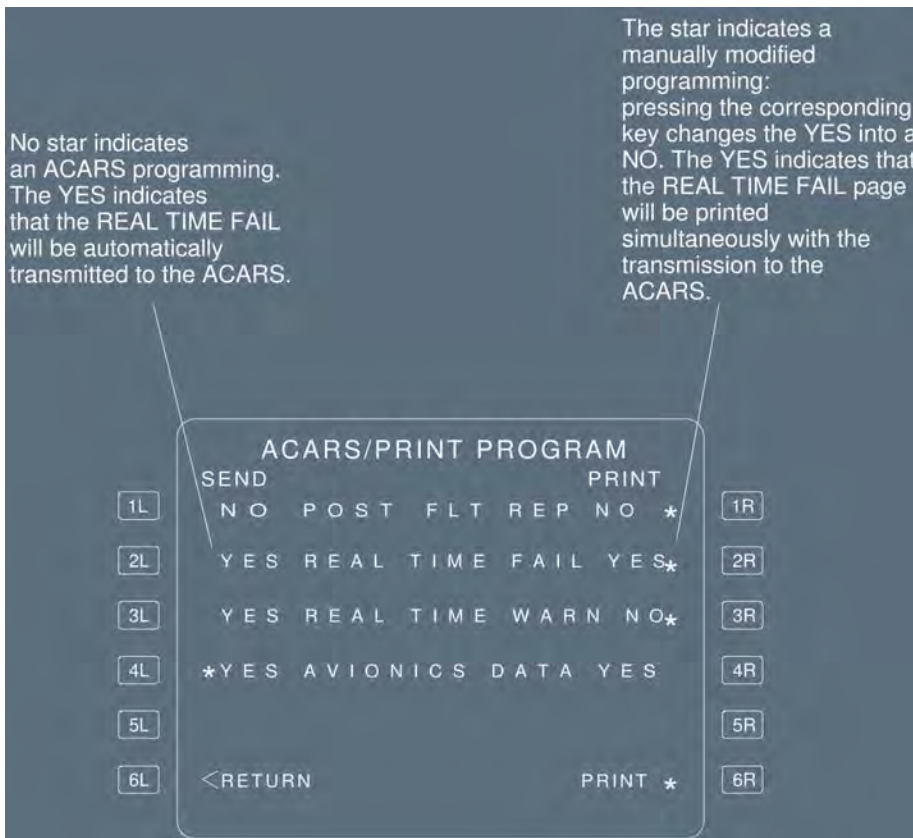 The star indicates a
manually modified
programming:
pressing the corresponding
key changes the YES into a
NO. The YES indicates that
the REAL TIME FAIL page
will be printed
simultaneously with the
transmission to the
ACARS.
No star indicates
an ACARS programming.
The YES indicates
that the REAL TIME FAIL
will be automatically
transmitted to the ACARS.
ACARS/PRINT PROGRAM
SEND PRINT
1L NO POST FLT REP NO * 1R
2L YES REAL TIME FAIL YES* 2R
3L YES REAL TIME WARN NO* 3R
4L *YES AVIONICS DATA YES 4R
5L 5R
6L <RETURN PRINT * 6R